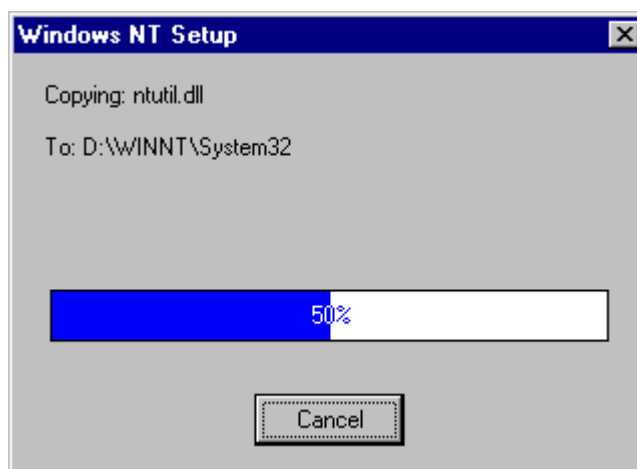 Windows NT Setup
Copying: ntutil.dll
To: D:\WINNT\System32
50%
Cancel